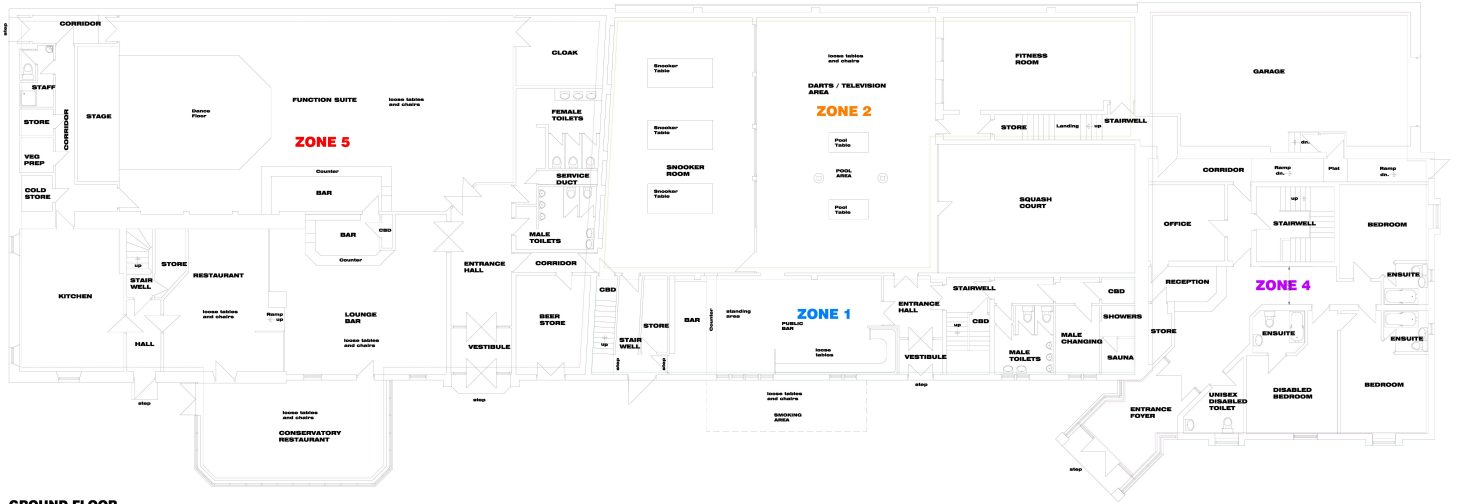 step
CORRIDOR
STAFF
STORE
VEG
PREP
COLD
STORE
CORRIDOR
STAGE
Dance
Floor
FUNCTION SUITE
loose tables
and chairs
ZONE 5
Counter
BAR
CLOAK
FEMALE
TOILETS
SERVICE
DUCT
MALE
TOILETS
CORRIDOR
KITCHEN
up
STAIR
WELL
HALL
step
STORE
RESTAURANT
loose tables
and chairs
Ramp
up
BAR
Counter
CBD
LOUNGE
BAR
loose tables
and chairs
ENTRANCE
HALL
VESTIBULE
step
BEER
STORE
loose tables
and chairs
CONSERVATORY
RESTAURANT
Snooker
Table
Snooker
Table
SNOOKER
ROOM
Snooker
Table
loose tables
and chairs
DARTS / TELEVISION
AREA
ZONE 2
Pool
Table
POOL
AREA
Pool
Table
FITNESS
ROOM
STORE
Landing
up
STAIRWELL
SQUASH
COURT
CBD
up
step
STAIR
WELL
STORE
step
BAR
Counter
standing
area
PUBLIC
BAR
ZONE 1
loose
tables
loose tables
and chairs
SMOKING
AREA
ENTRANCE
HALL
VESTIBULE
step
STAIRWELL
up
CBD
MALE
TOILETS
MALE
CHANGING
CBD
SHOWERS
SAUNA
GARAGE
dn.
CORRIDOR
Ramp
dn.
Plat
Ramp
dn.
OFFICE
up
STAIRWELL
BEDROOM
RECEPTION
ZONE 4
ENSUITE
STORE
ENSUITE
ENSUITE
UNISEX
DISABLED
TOILET
DISABLED
BEDROOM
BEDROOM
ENTRANCE
FOYER
step
GROUND FLOOR